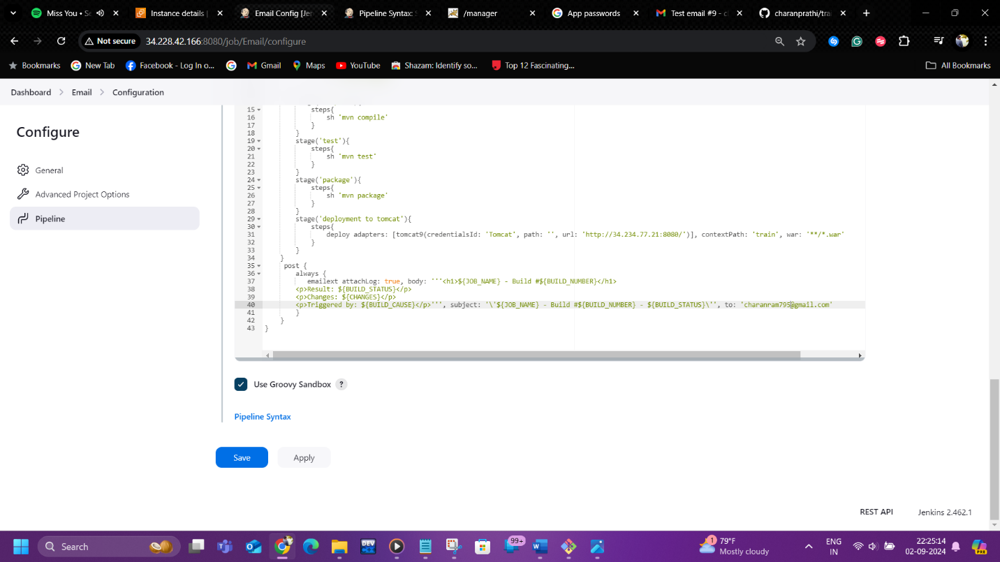 Miss You • Se
Instance details |
Email Config [Jen
Pipeline Syntax: S
/manager
App passwords
Test email #9 - c
charanprathi/trai
Not secure
34.228.42.166:8080/job/Email/configure
Bookmarks
New Tab
Facebook - Log In o...
Gmail
Maps
YouTube
Shazam: Identify so...
Top 12 Fascinating...
All Bookmarks
Dashboard
Email
Configuration
Configure
General
Advanced Project Options
Pipeline
15 steps{
16 sh 'mvn compile'
17 }
18 }
19 stage('test'){
20 steps{
21 sh 'mvn test'
22 }
23 }
24 stage('package'){
25 steps{
26 sh 'mvn package'
27 }
28 }
29 stage('deployment to tomcat'){
30 steps{
31 deploy adapters: [tomcat9(credentialsId: 'Tomcat', path: '', url: 'http://34.234.77.21:8080/')], contextPath: 'train', war: '**/*.war'
32 }
33 }
34 }
35 post {
36 always {
37 emailext attachLog: true, body: '''<h1>${JOB_NAME} - Build #${BUILD_NUMBER}</h1>
38 <p>Result: ${BUILD_STATUS}</p>
39 <p>Changes: ${CHANGES}</p>
40 <p>Triggered by: ${BUILD_CAUSE}</p>''', subject: '\'${JOB_NAME} - Build #${BUILD_NUMBER} - ${BUILD_STATUS}\'', to: 'charanram795@gmail.com'
41 }
42 }
43 }
Use Groovy Sandbox ?
Pipeline Syntax
Save
Apply
REST API
Jenkins 2.462.1
Search
DEV
99+
1
79°F
Mostly cloudy
ENG
IN
22:25:14
02-09-2024
PRE